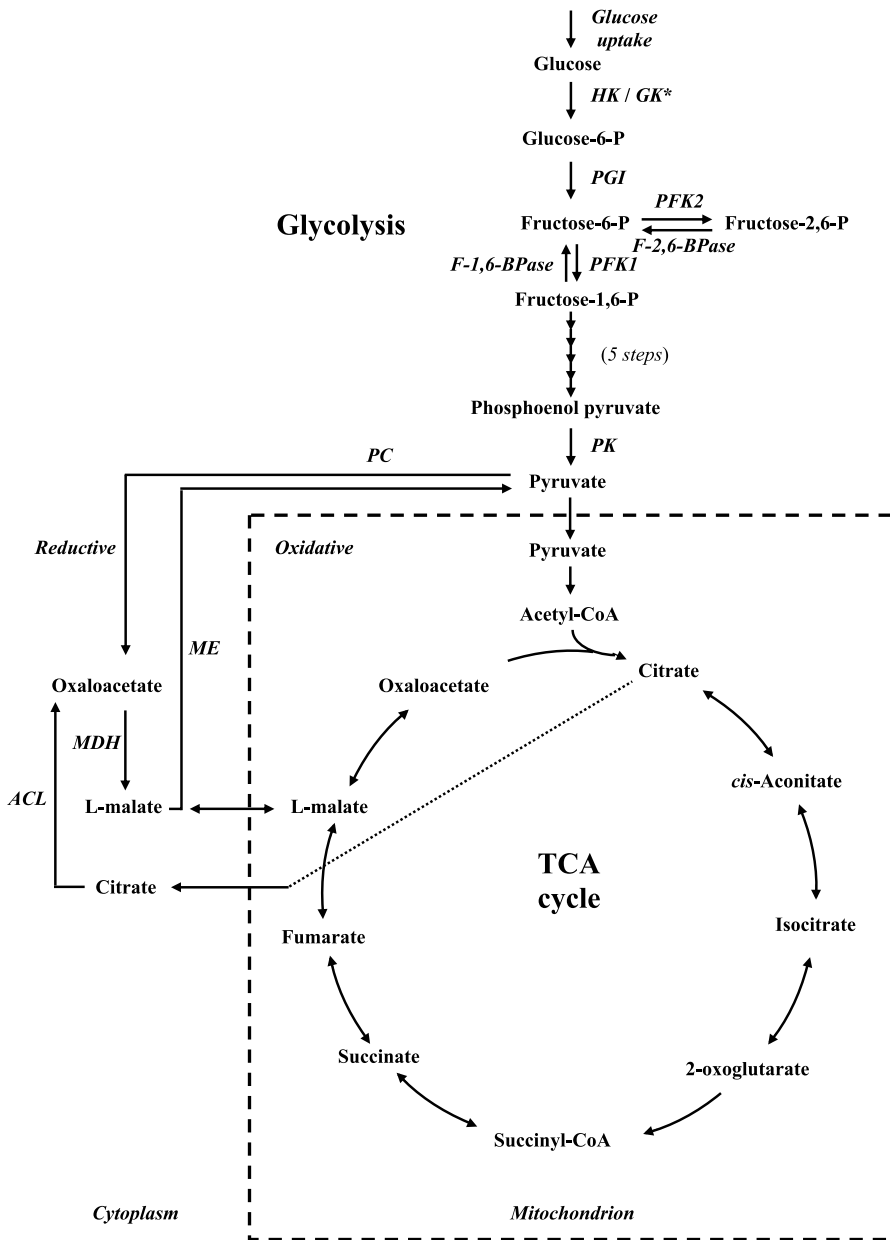 Glucose
uptake
Glucose
HK / GK*
Glucose-6-P
PGI
Glycolysis
Fructose-6-P
PFK2
Fructose-2,6-P
F-2,6-BPase
F-1,6-BPase
PFK1
Fructose-1,6-P
(5 steps)
Phosphoenol pyruvate
PK
PC
Pyruvate
Reductive
Oxidative
Pyruvate
Acetyl-CoA
ME
Oxaloacetate
Oxaloacetate
Citrate
MDH
cis-Aconitate
ACL
L-malate
L-malate
TCA
cycle
Citrate
Isocitrate
Fumarate
Succinate
2-oxoglutarate
Succinyl-CoA
Cytoplasm
Mitochondrion